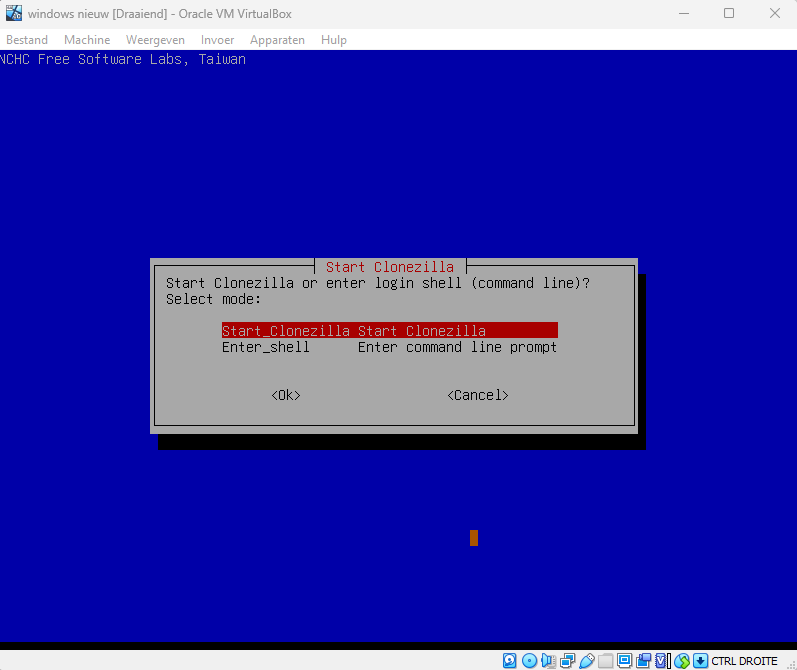 windows nieuw [Draaiend] - Oracle VM VirtualBox
Bestand Machine Weergeven Invoer Apparaten Hulp
NCHC Free Software Labs, Taiwan
Start Clonezilla
Start Clonezilla or enter login shell (command line)?
Select mode:
Start_Clonezilla Start Clonezilla
Enter_shell Enter command line prompt
<Ok> <Cancel>
CTRL DROITE